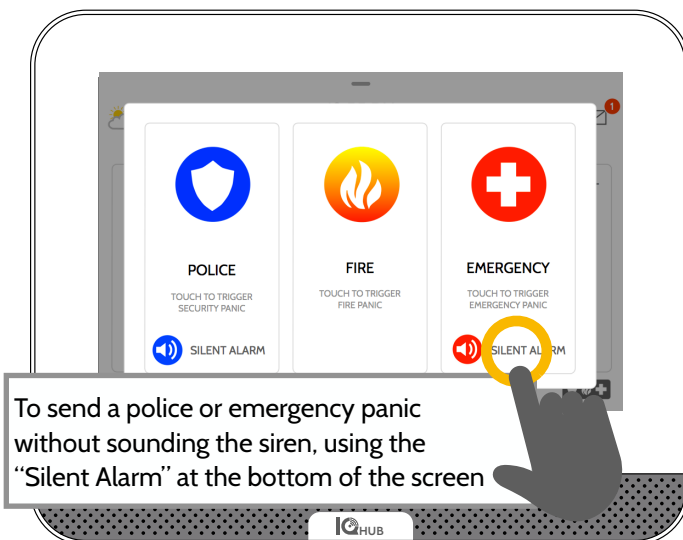 1
POLICE
TOUCH TO TRIGGER
SECURITY PANIC
SILENT ALARM
FIRE
TOUCH TO TRIGGER
FIRE PANIC
EMERGENCY
TOUCH TO TRIGGER
EMERGENCY PANIC
SILENT ALARM
To send a police or emergency panic
without sounding the siren, using the
“Silent Alarm” at the bottom of the screen
IQ HUB